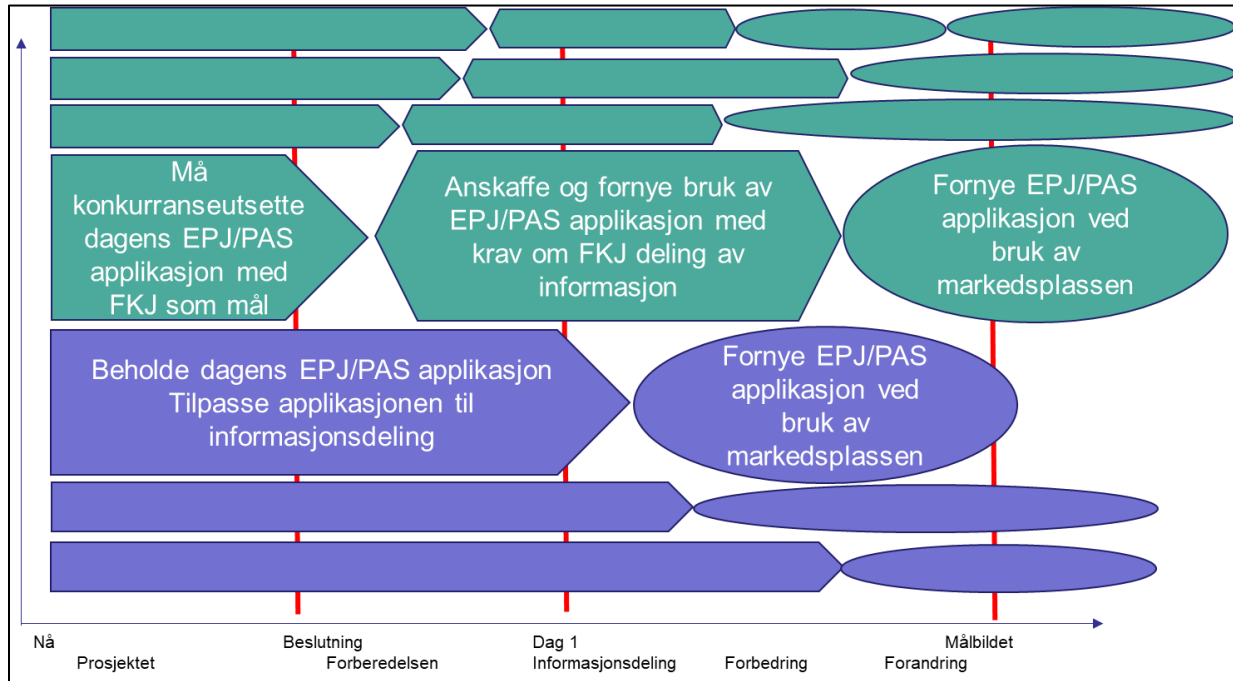 Må
konkurranseutsette
dagens EPJ/PAS
applikasjon med
FKJ som mål
Anskaffe og fornye bruk av
EPJ/PAS applikasjon med
krav om FKJ deling av
informasjon
Fornye EPJ/PAS
applikasjon ved
bruk av
markedsplassen
Beholde dagens EPJ/PAS applikasjon
Tilpasse applikasjonen til
informasjonsdeling
Fornye EPJ/PAS
applikasjon ved
bruk av
markedsplassen
Nå Beslutning Dag 1 Målbildet
Prosjektet Forberedelsen Informasjonsdeling Forbedring Forandring